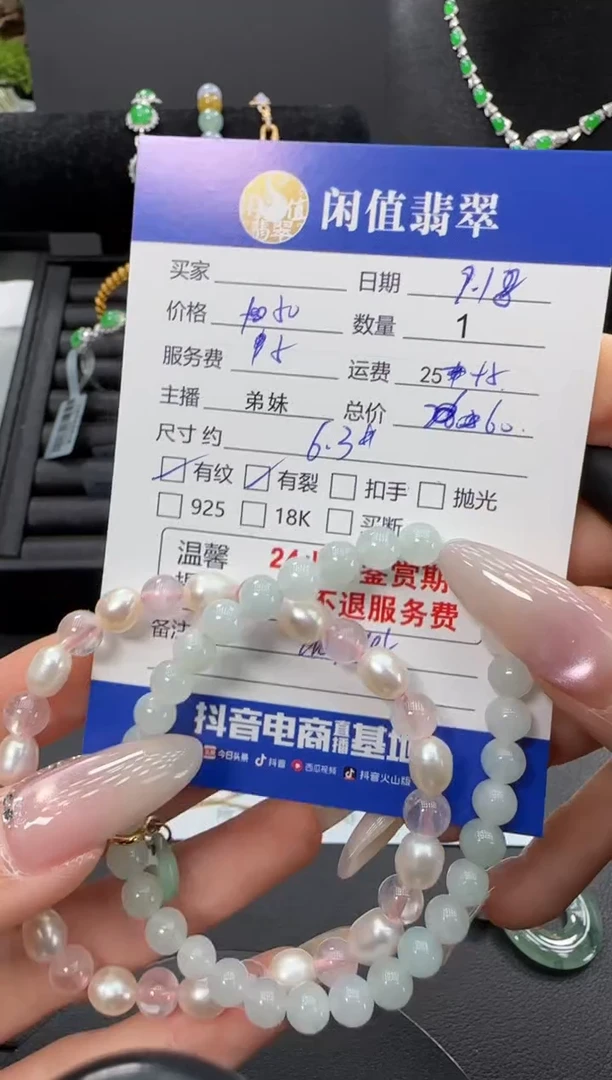 闲值翡翠
买家 日期 9.18
价格 数量 1
服务费 运费 25
主播 弟妹 总价
尺寸 约 6.3
有纹 有裂 扣手 抛光
925 18K 买断
温馨 24 鉴赏期
不退服务费
备注
抖音电商直播基地
今日头条 抖音 西瓜视频 抖音火山版